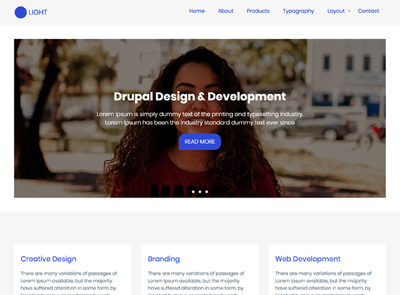 LIGHT
Home About Products Typography Layout Contact
Drupal Design & Development
Lorem Ipsum is simply dummy text of the printing and typesetting industry.
Lorem Ipsum has been the industry standard dummy text ever since
READ MORE
Creative Design
There are many variations of passages of
Lorem Ipsum available, but the majority
have suffered alteration in some form, by
Branding
There are many variations of passages of
Lorem Ipsum available, but the majority
have suffered alteration in some form, by
Web Development
There are many variations of passages of
Lorem Ipsum available, but the majority
have suffered alteration in some form, by